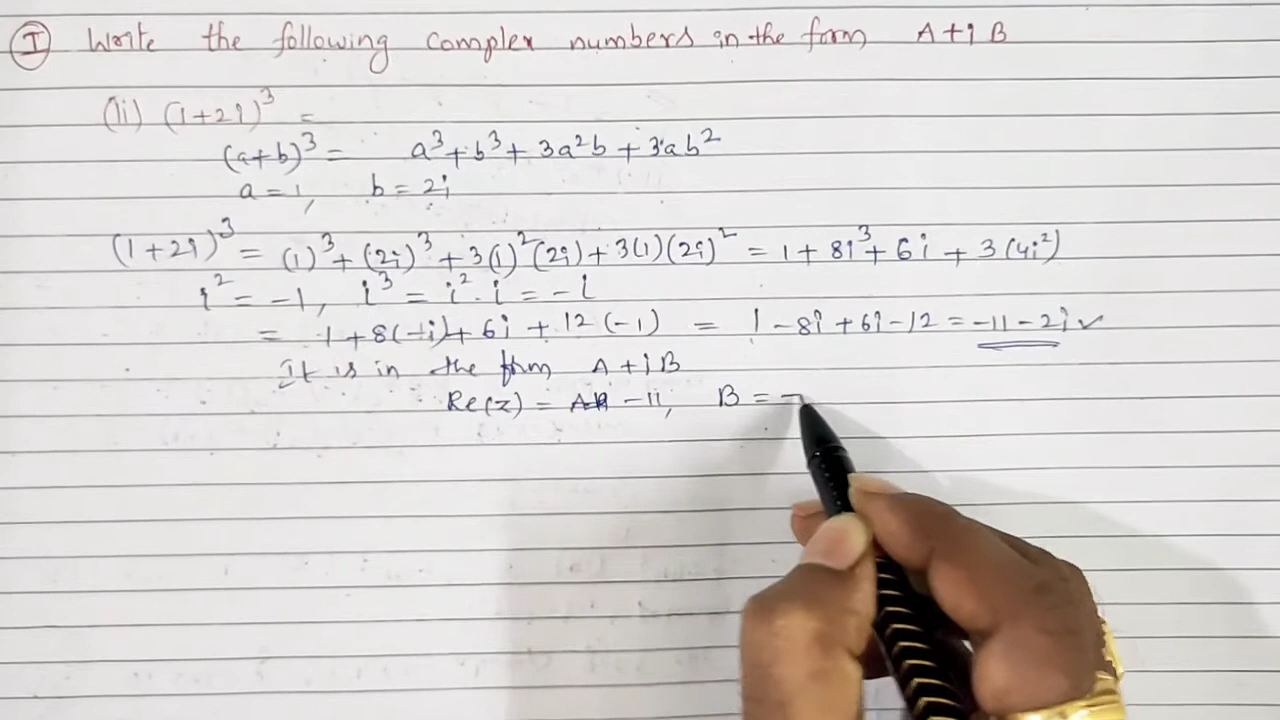 I Write the following complex numbers in the form A+iB
(ii) (1+2i)³ =
(a+b)³ = a³+b³+3a²b+3ab²
a=1, b=2i
(1+2i)³ = (1)³+(2i)³+3(1)²(2i)+3(1)(2i)² = 1+8i³+6i+3(4i²)
i² = -1, i³ = i².i = -i
= 1+8(-i)+6i+12(-1) = 1-8i+6i-12 = -11-2i ✓
It is in the form A+iB
Re(z) = -11, B = -